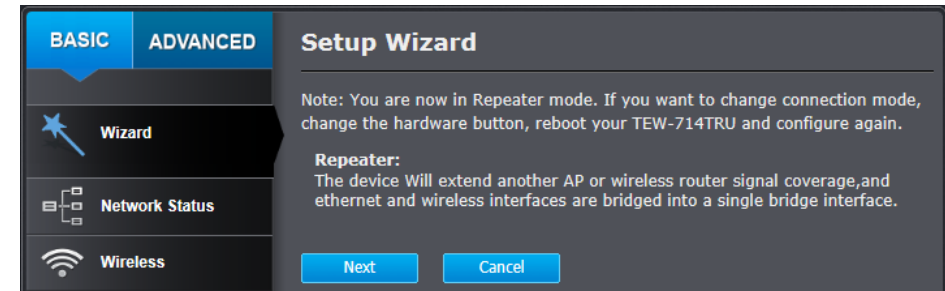 BASIC
ADVANCED
Wizard
Network Status
Wireless
Setup Wizard
Note: You are now in Repeater mode. If you want to change connection mode,
change the hardware button, reboot your TEW-714TRU and configure again.
Repeater:
The device Will extend another AP or wireless router signal coverage,and
ethernet and wireless interfaces are bridged into a single bridge interface.
Next
Cancel